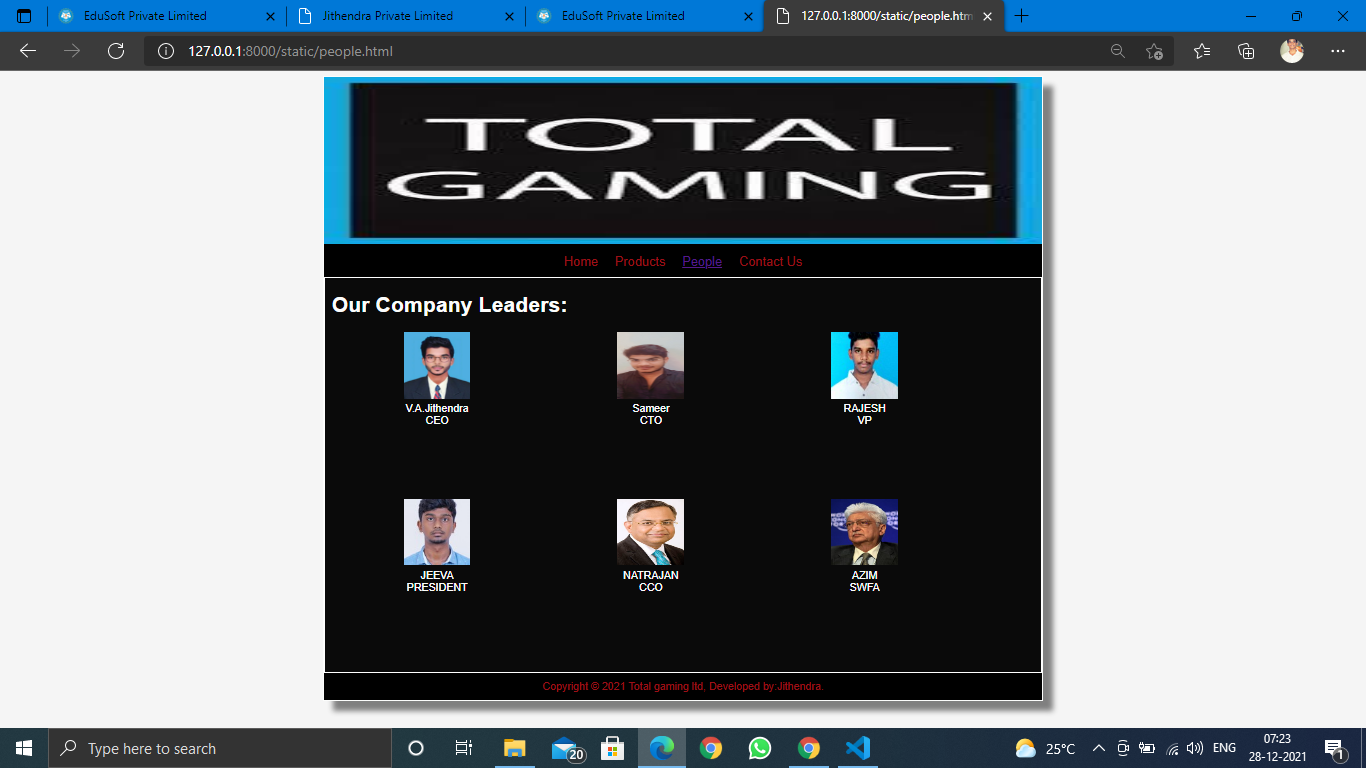 EduSoft Private Limited
Jithendra Private Limited
EduSoft Private Limited
127.0.0.1:8000/static/people.htm
127.0.0.1:8000/static/people.html
TOTAL
GAMING
Home Products People Contact Us
Our Company Leaders:
V.A.Jithendra
CEO
Sameer
CTO
RAJESH
VP
JEEVA
PRESIDENT
NATRAJAN
CCO
AZIM
SWFA
Copyright © 2021 Total gaming ltd, Developed by:Jithendra.
Type here to search
20
25°C
ENG
07:23
28-12-2021
1